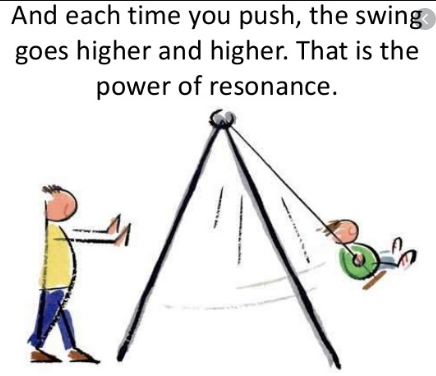 And each time you push, the swing
goes higher and higher. That is the
power of resonance.